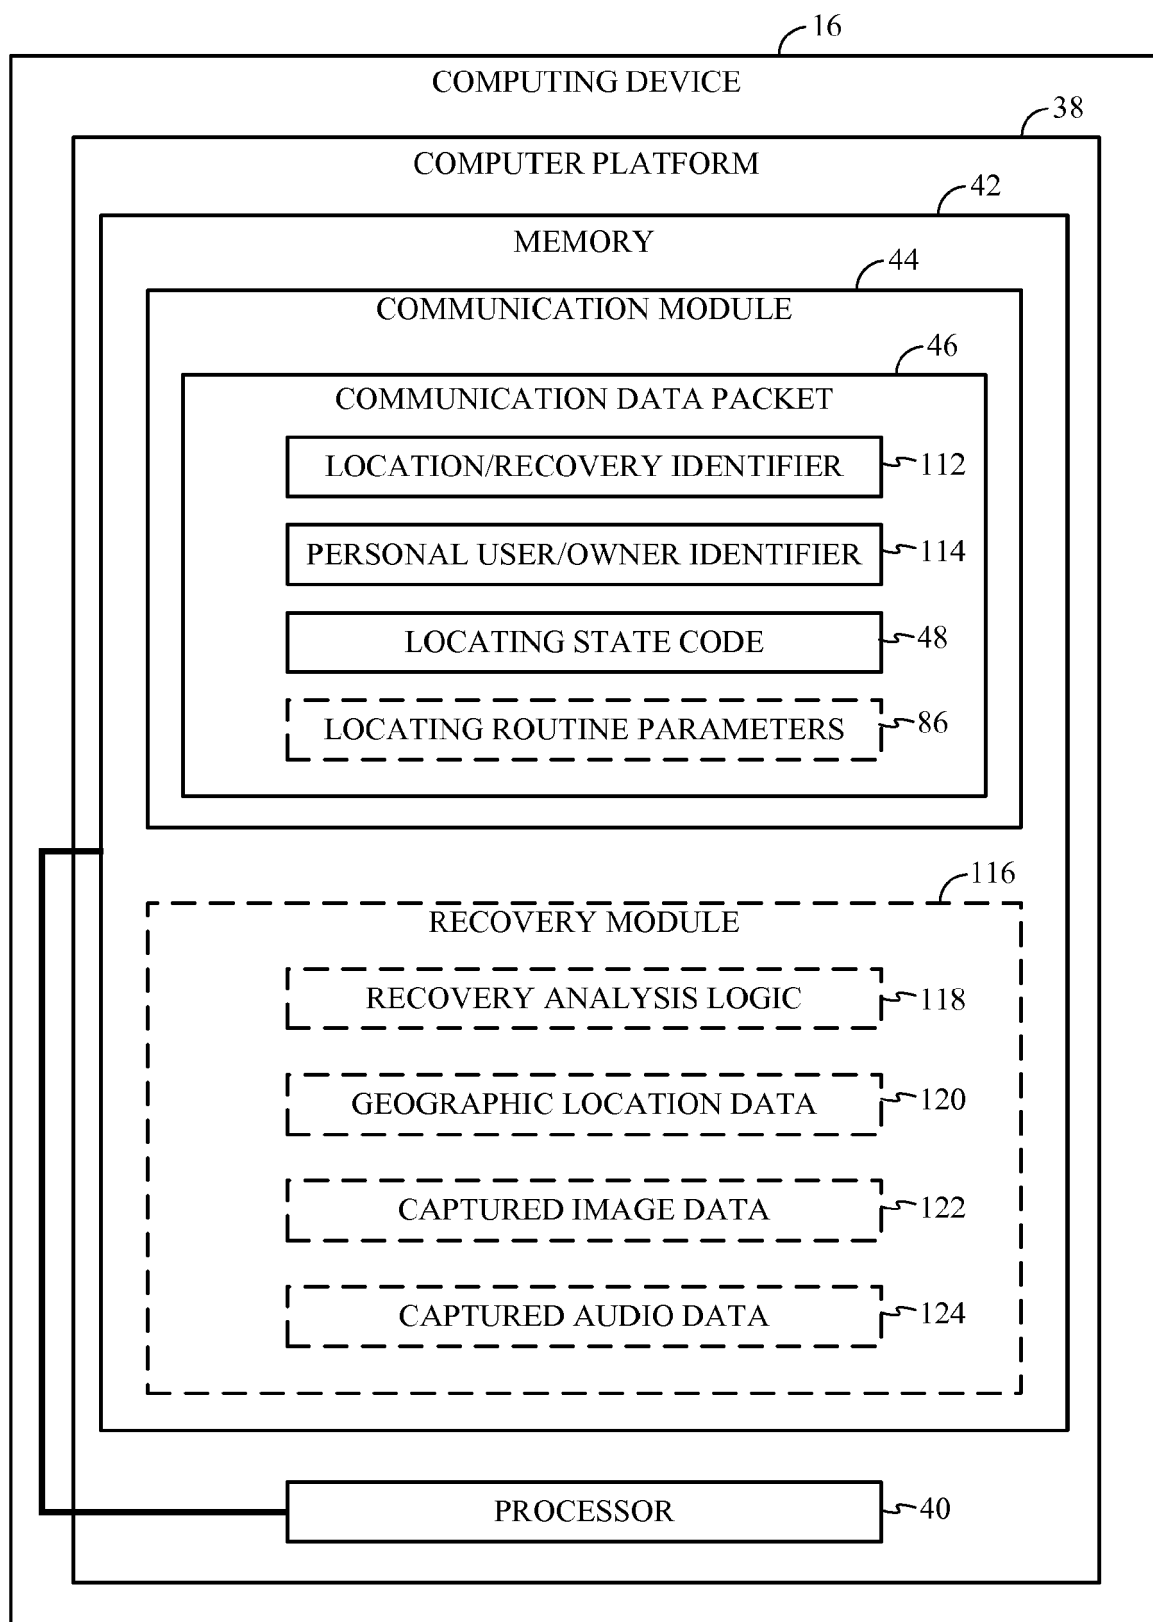 16
COMPUTING DEVICE
38
COMPUTER PLATFORM
42
MEMORY
44
COMMUNICATION MODULE
46
COMMUNICATION DATA PACKET
LOCATION/RECOVERY IDENTIFIER 112
PERSONAL USER/OWNER IDENTIFIER 114
LOCATING STATE CODE 48
LOCATING ROUTINE PARAMETERS 86
116
RECOVERY MODULE
RECOVERY ANALYSIS LOGIC 118
GEOGRAPHIC LOCATION DATA 120
CAPTURED IMAGE DATA 122
CAPTURED AUDIO DATA 124
PROCESSOR 40